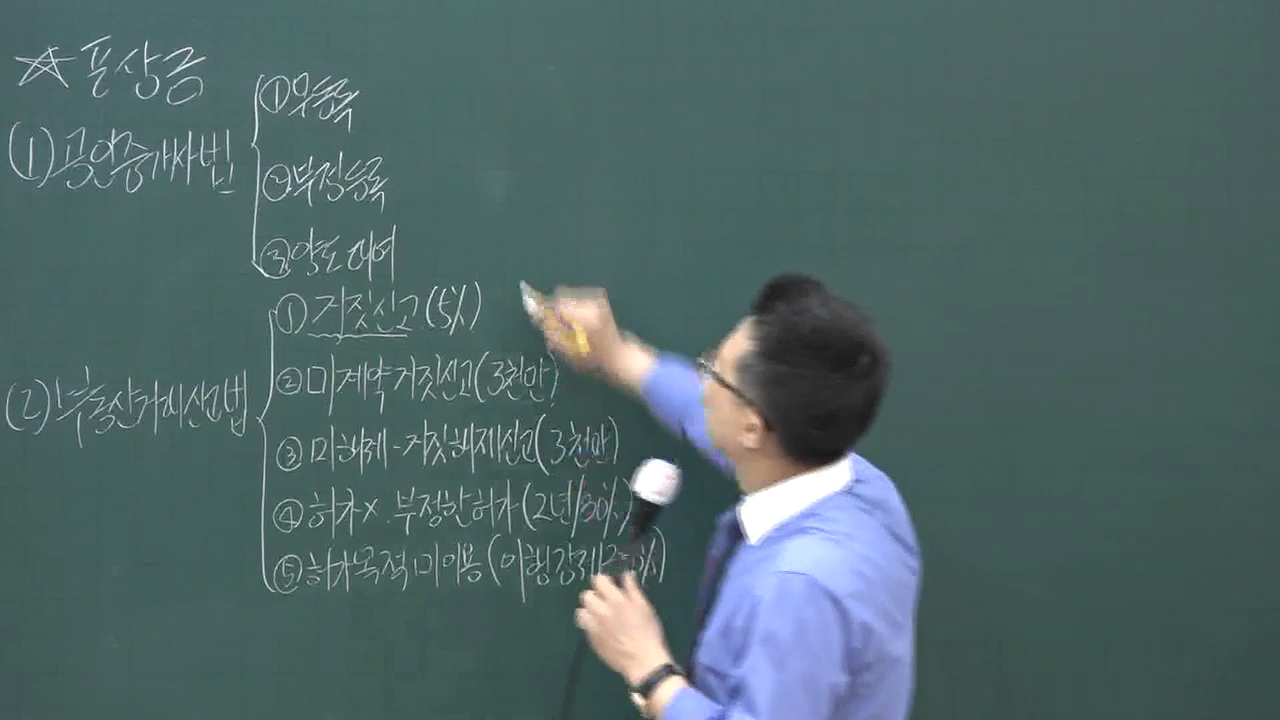 ☆ 포상금
(1) 공인중개사법
① 무등록
② 부정등록
③ 양도 대여
(2) 부동산거래신고법
① 거짓신고 (5%)
② 미계약 거짓신고 (3천만)
③ 미해제 - 거짓해제신고 (3천만)
④ 허가 x . 부정한 허가 (2년/30%)
⑤ 허가목적 미이용 (이행강제